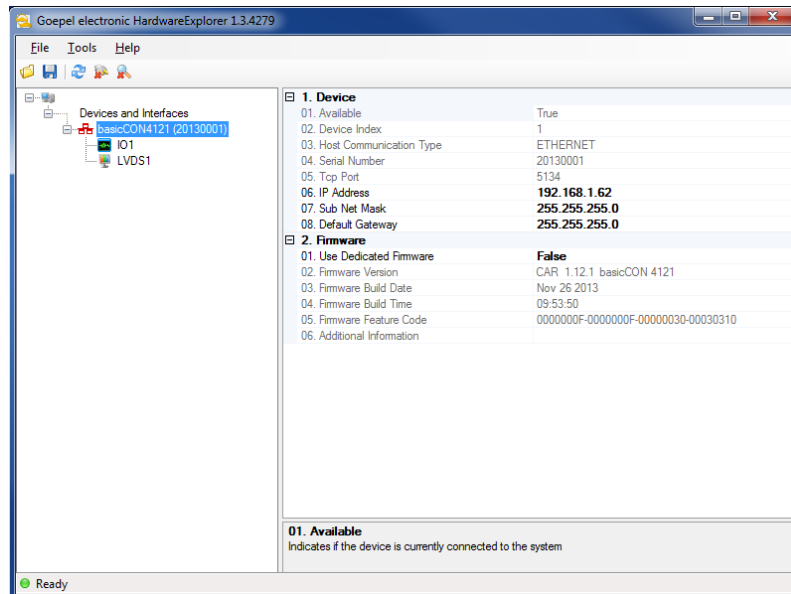 Goepel electronic HardwareExplorer 1.3.4279
File Tools Help
Devices and Interfaces
basicCON4121 (20130001)
IO1
LVDS1
1. Device
01. Available True
02. Device Index 1
03. Host Communication Type ETHERNET
04. Serial Number 20130001
05. Tcp Port 5134
06. IP Address 192.168.1.62
07. Sub Net Mask 255.255.255.0
08. Default Gateway 255.255.255.0
2. Firmware
01. Use Dedicated Firmware False
02. Firmware Version CAR 1.12.1 basicCON 4121
03. Firmware Build Date Nov 26 2013
04. Firmware Build Time 09:53:50
05. Firmware Feature Code 0000000F-0000000F-00000030-00030310
06. Additional Information
01. Available
Indicates if the device is currently connected to the system
Ready